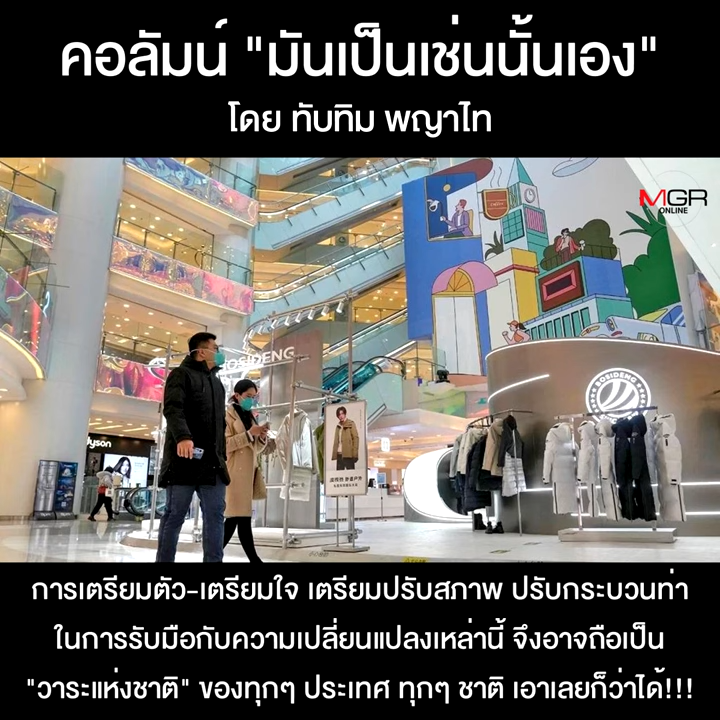 คอลัมน์ "มันเป็นเช่นนั้นเอง"
โดย ทับทิม พญาไท
MGR
ONLINE
BOSIDENG
BOSIDENG
dyson
การเตรียมตัว-เตรียมใจ เตรียมปรับสภาพ ปรับกระบวนท่า
ในการรับมือกับความเปลี่ยนแปลงเหล่านี้ จึงอาจถือเป็น
"วาระแห่งชาติ" ของทุกๆ ประเทศ ทุกๆ ชาติ เอาเลยก็ว่าได้!!!